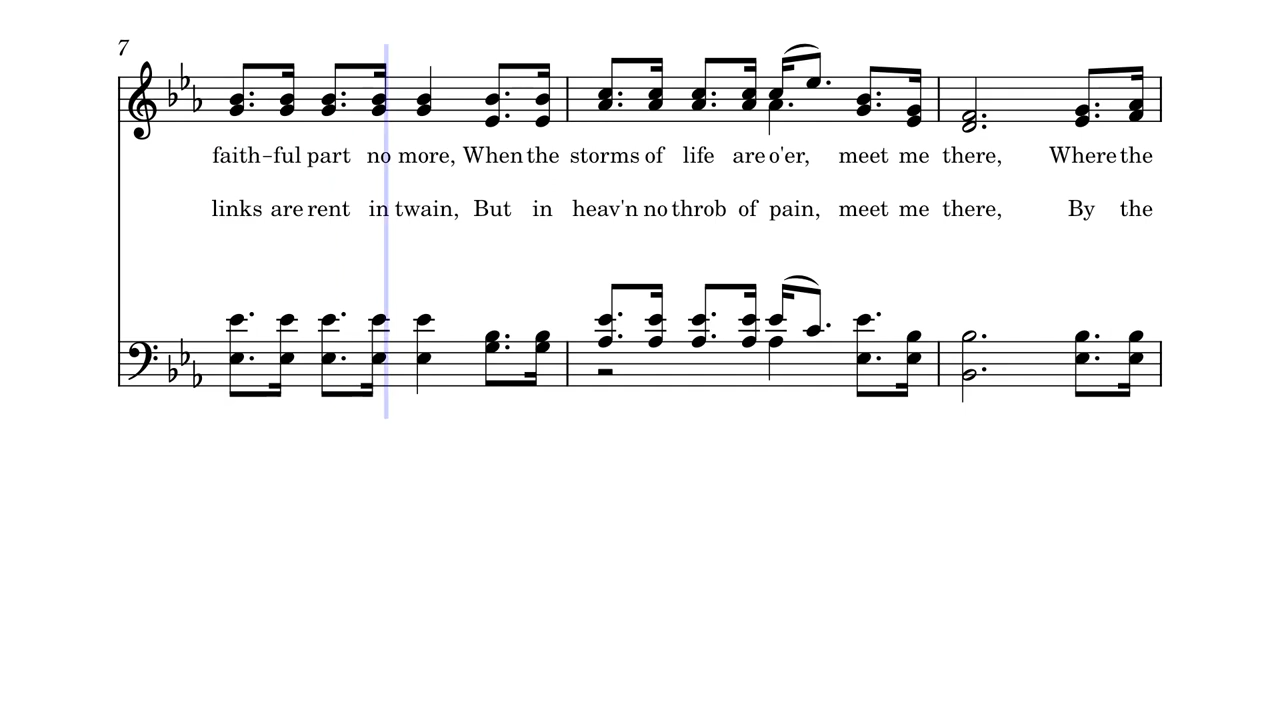 7
faith-ful part no more, When the storms of life are o'er, meet me there, Where the
links are rent in twain, But in heav'n no throb of pain, meet me there, By the